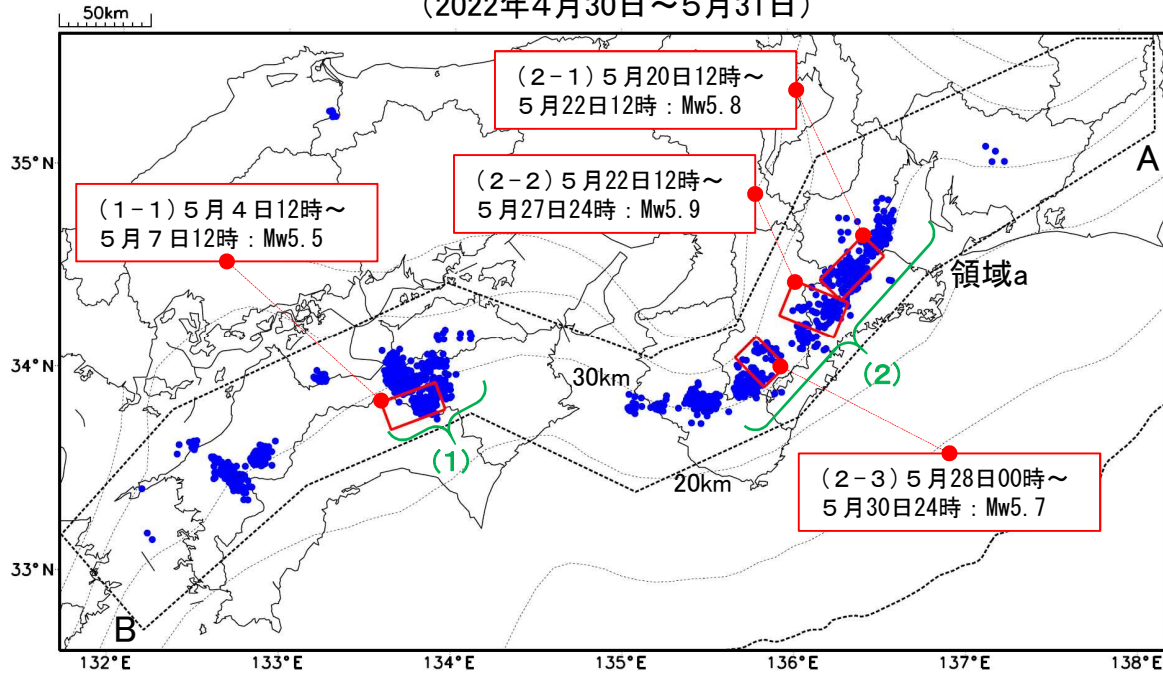 （2022年４月30日～５月31日）
50km
(２-１)５月20日12時～
５月22日12時：Mw5.8
(２-２)５月22日12時～
５月27日24時：Mw5.9
(１-１)５月４日12時～
５月７日12時：Mw5.5
A
領域a
35°N
34°N
33°N
30km
20km
(１)
(２)
(２-３)５月28日00時～
５月30日24時：Mw5.7
B
132°E
133°E
134°E
135°E
136°E
137°E
138°E